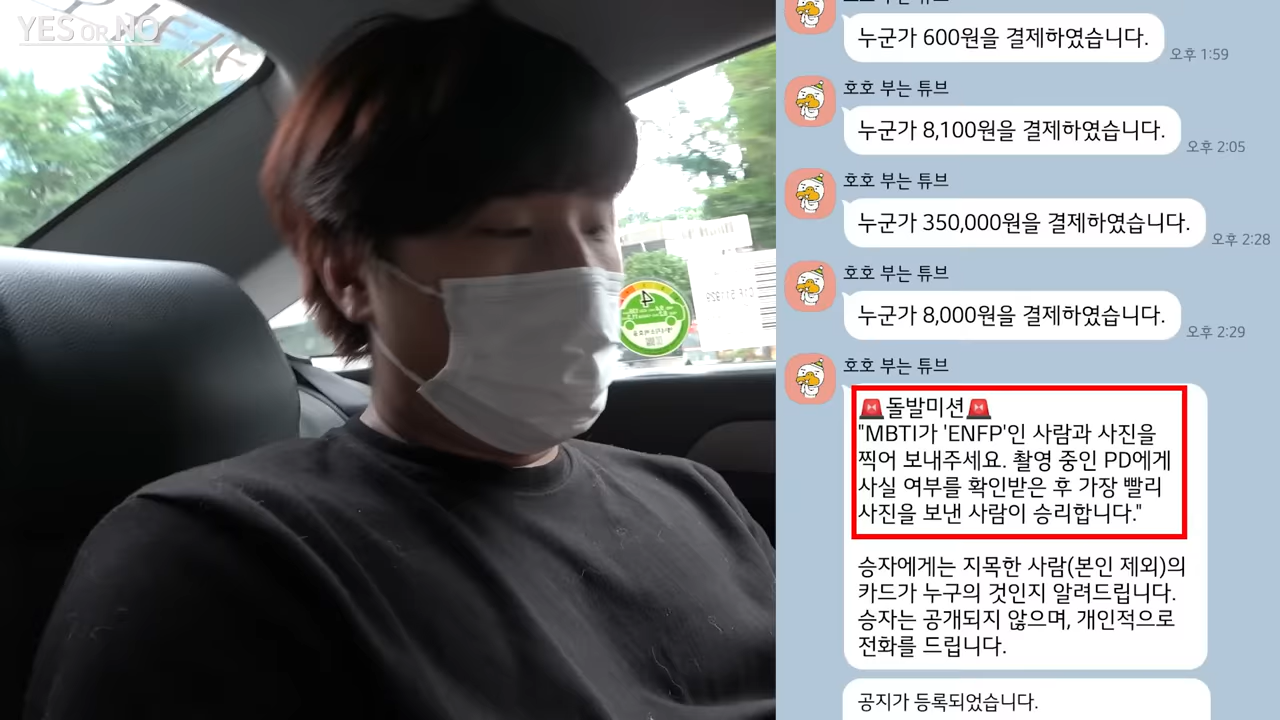 YES OR NO
4
누군가 600원을 결제하였습니다.
오후 1:59
호호 부는 튜브
누군가 8,100원을 결제하였습니다.
오후 2:05
호호 부는 튜브
누군가 350,000원을 결제하였습니다.
오후 2:28
호호 부는 튜브
누군가 8,000원을 결제하였습니다.
오후 2:29
호호 부는 튜브
🚨돌발미션🚨
"MBTI가 'ENFP'인 사람과 사진을
찍어 보내주세요. 촬영 중인 PD에게
사실 여부를 확인받은 후 가장 빨리
사진을 보낸 사람이 승리합니다."
승자에게는 지목한 사람(본인 제외)의
카드가 누구의 것인지 알려드립니다.
승자는 공개되지 않으며, 개인적으로
전화를 드립니다.
공지가 등록되었습니다.